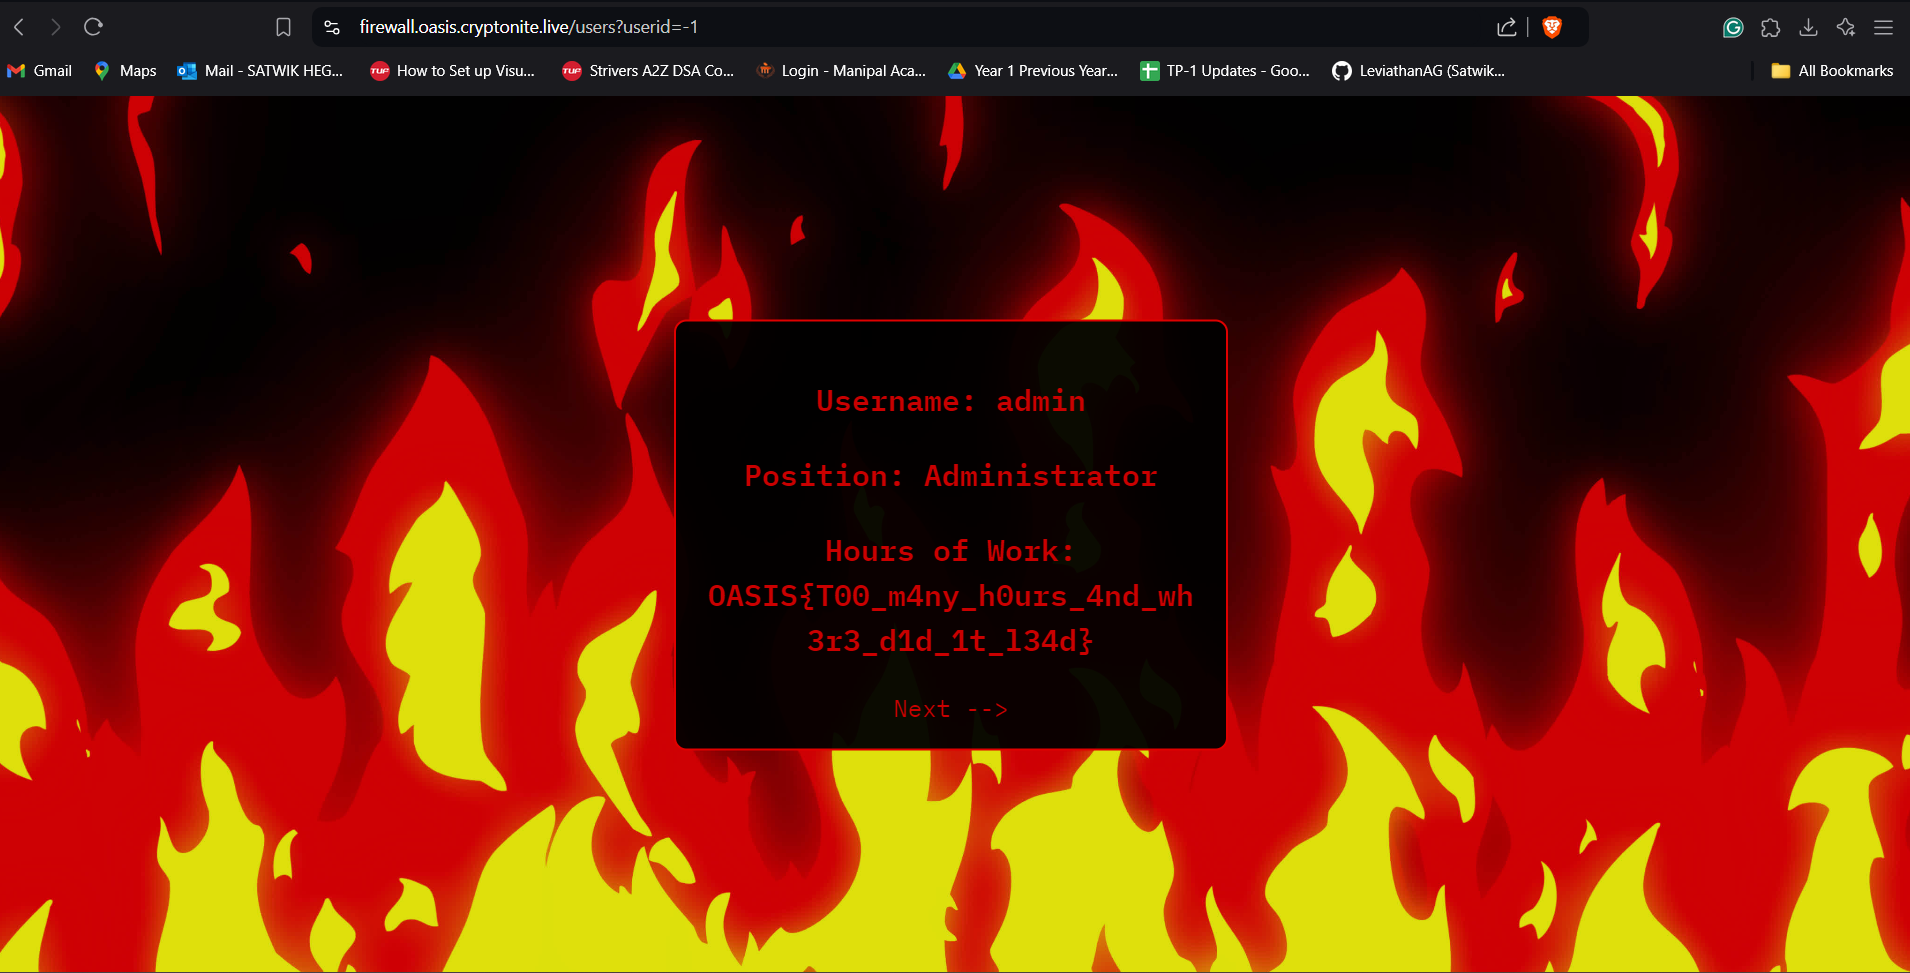 firewall.oasis.cryptonite.live/users?userid=-1
Gmail
Maps
Mail - SATWIK HEG...
How to Set up Visu...
Strivers A2Z DSA Co...
Login - Manipal Aca...
Year 1 Previous Year...
TP-1 Updates - Goo...
LeviathanAG (Satwik...
All Bookmarks
Username: admin
Position: Administrator
Hours of Work:
OASIS{T00_m4ny_h0urs_4nd_wh
3r3_d1d_1t_l34d}
Next -->